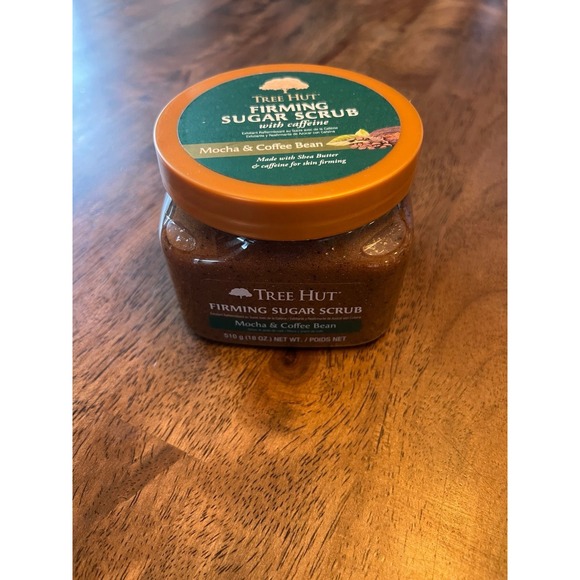 TREE HUT
FIRMING
SUGAR SCRUB
with caffeine
Mocha & Coffee Bean
Made with Shea Butter
& caffeine for skin firming
TREE HUT
FIRMING SUGAR SCRUB
Mocha & Coffee Bean
510 g (18 OZ) NET WT. / POIDS NET